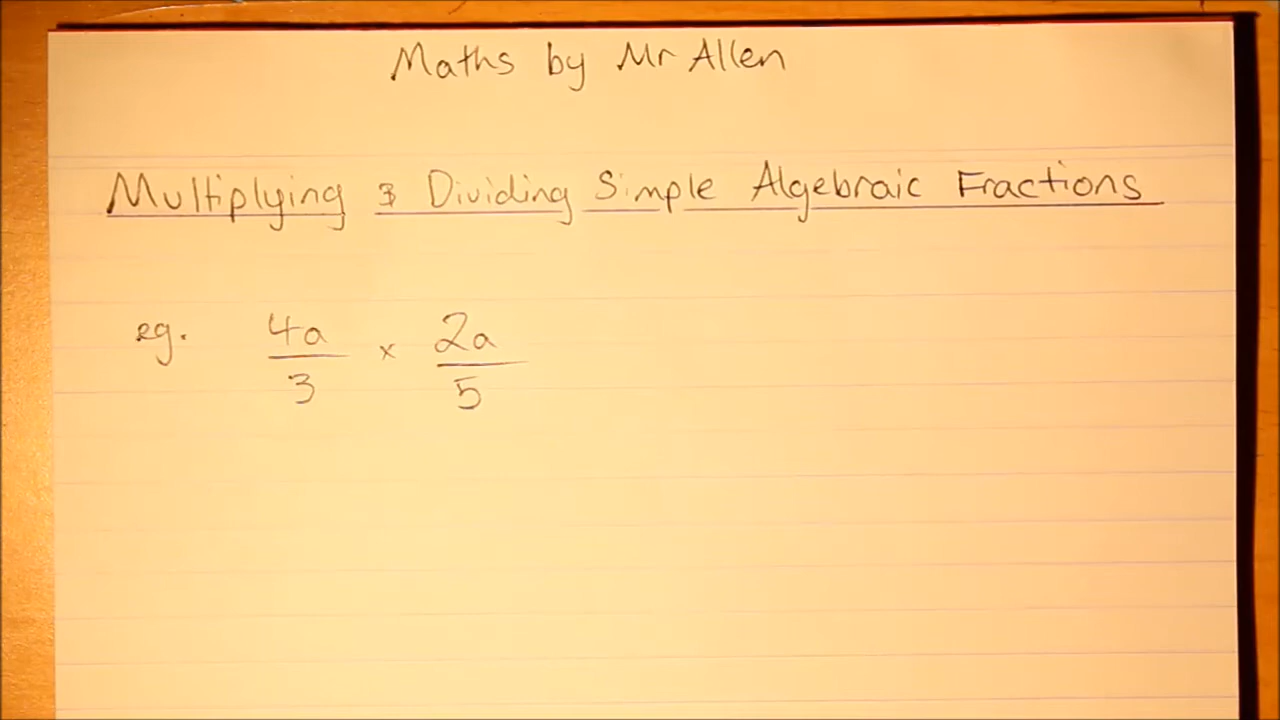 Maths by Mr Allen
Multiplying & Dividing Simple Algebraic Fractions
eg. 4a/3 × 2a/5